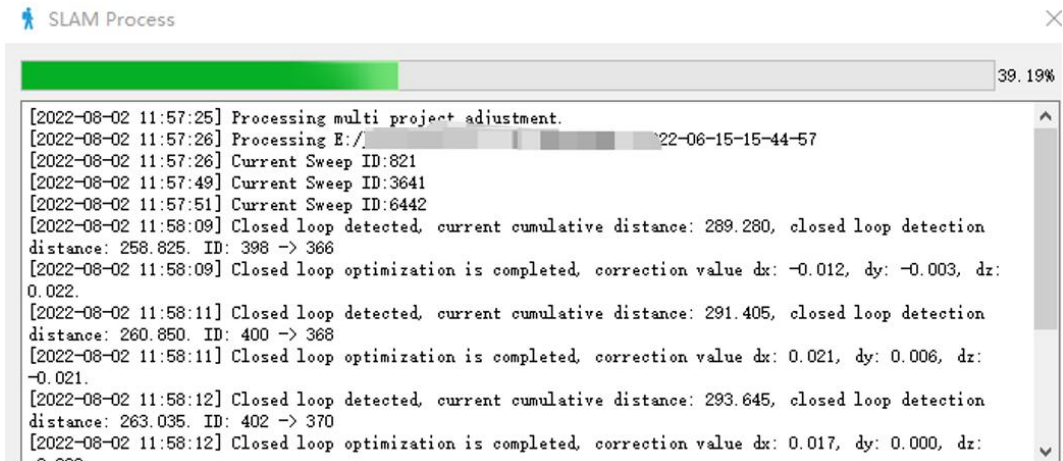 SLAM Process
39.19%
[2022-08-02 11:57:25] Processing multi project adjustment.
[2022-08-02 11:57:26] Processing E:/ 22-06-15-15-44-57
[2022-08-02 11:57:26] Current Sweep ID:821
[2022-08-02 11:57:49] Current Sweep ID:3641
[2022-08-02 11:57:51] Current Sweep ID:6442
[2022-08-02 11:58:09] Closed loop detected, current cumulative distance: 289.280, closed loop detection
distance: 258.825. ID: 398 -> 366
[2022-08-02 11:58:09] Closed loop optimization is completed, correction value dx: -0.012, dy: -0.003, dz:
0.022.
[2022-08-02 11:58:11] Closed loop detected, current cumulative distance: 291.405, closed loop detection
distance: 260.850. ID: 400 -> 368
[2022-08-02 11:58:11] Closed loop optimization is completed, correction value dx: 0.021, dy: 0.006, dz:
-0.021.
[2022-08-02 11:58:12] Closed loop detected, current cumulative distance: 293.645, closed loop detection
distance: 263.035. ID: 402 -> 370
[2022-08-02 11:58:12] Closed loop optimization is completed, correction value dx: 0.017, dy: 0.000, dz: